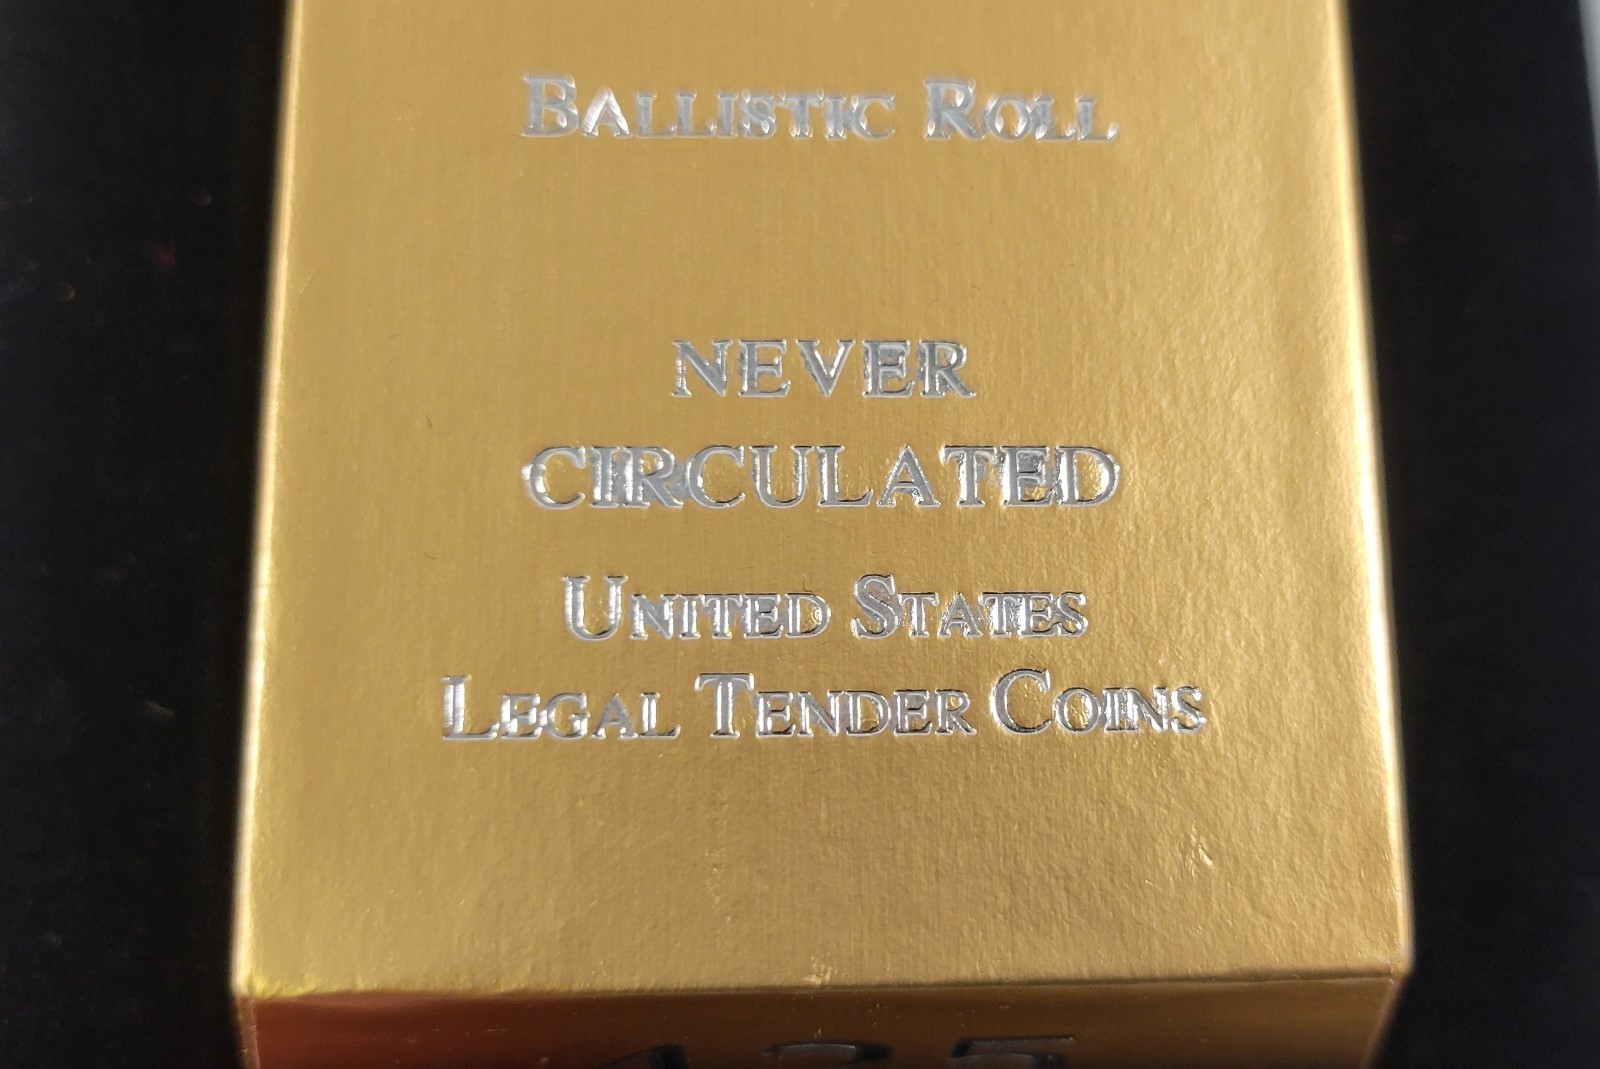 Ballistic Roll
NEVER
CIRCULATED
United States
Legal Tender Coins